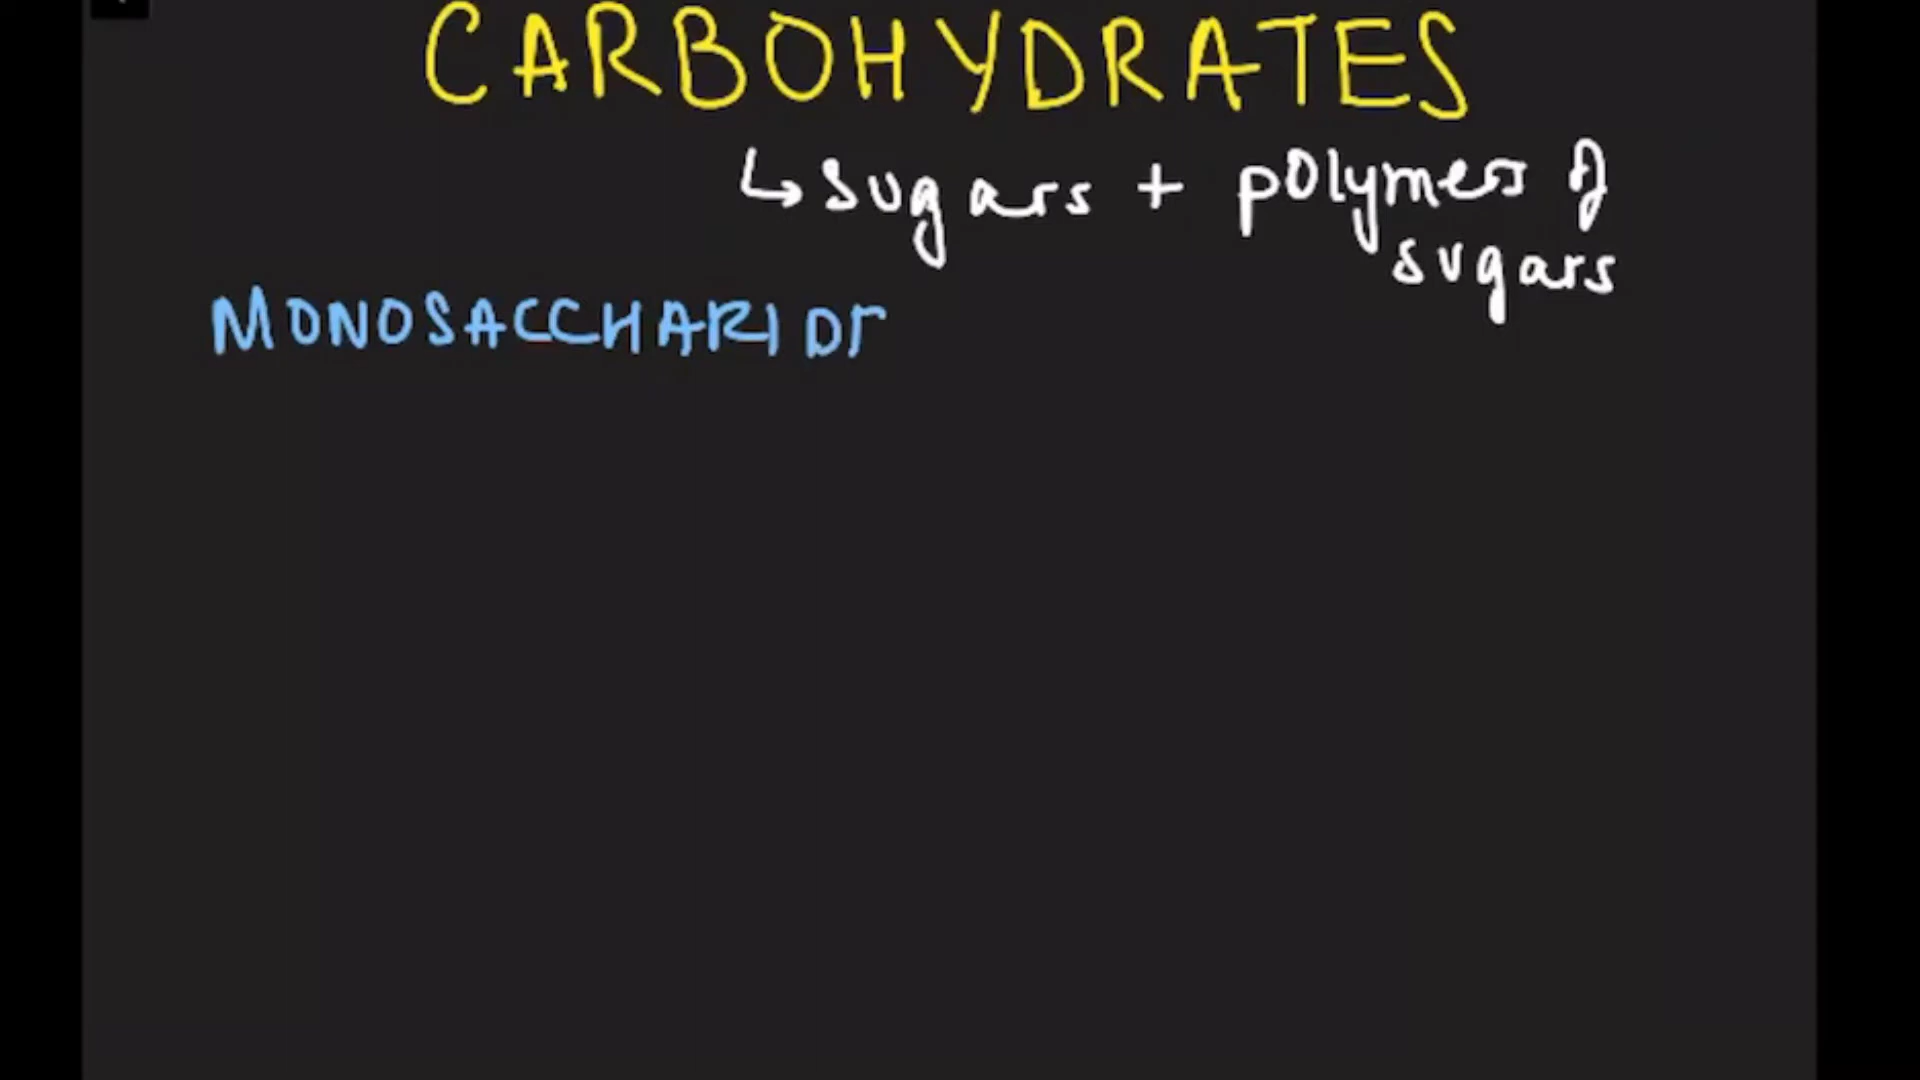 CARBOHYDRATES
↳ sugars + polymers of
sugars
MONOSACCHARID